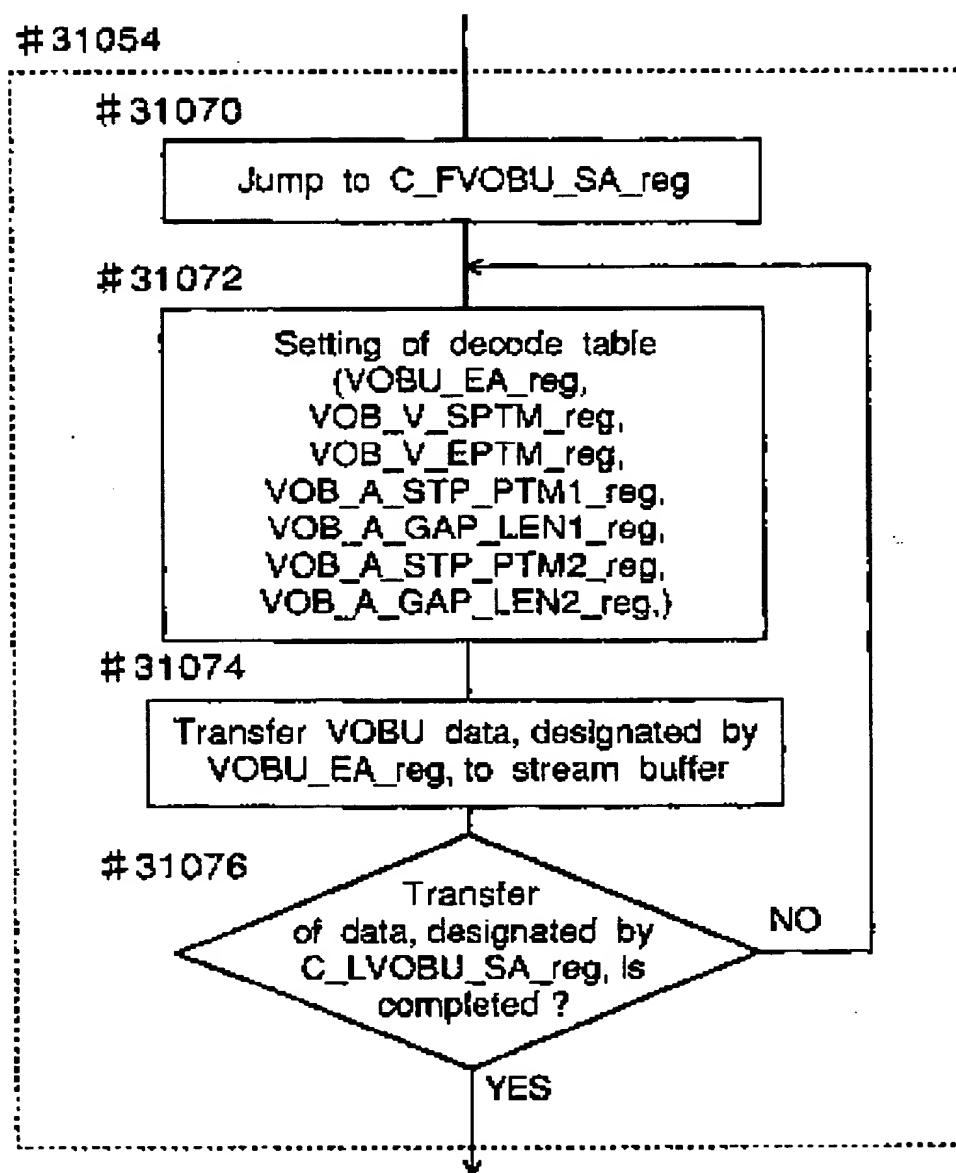 #31054
#31070
Jump to C_FVOBU_SA_reg
#31072
Setting of decode table
(VOBU_EA_reg,
VOB_V_SPTM_reg,
VOB_V_EPTM_reg,
VOB_A_STP_PTM1_reg,
VOB_A_GAP_LEN1_reg,
VOB_A_STP_PTM2_reg,
VOB_A_GAP_LEN2_reg,)
#31074
Transfer VOBU data, designated by
VOBU_EA_reg, to stream buffer
#31076
Transfer
of data, designated by
C_LVOBU_SA_reg, is
completed ?
NO
YES